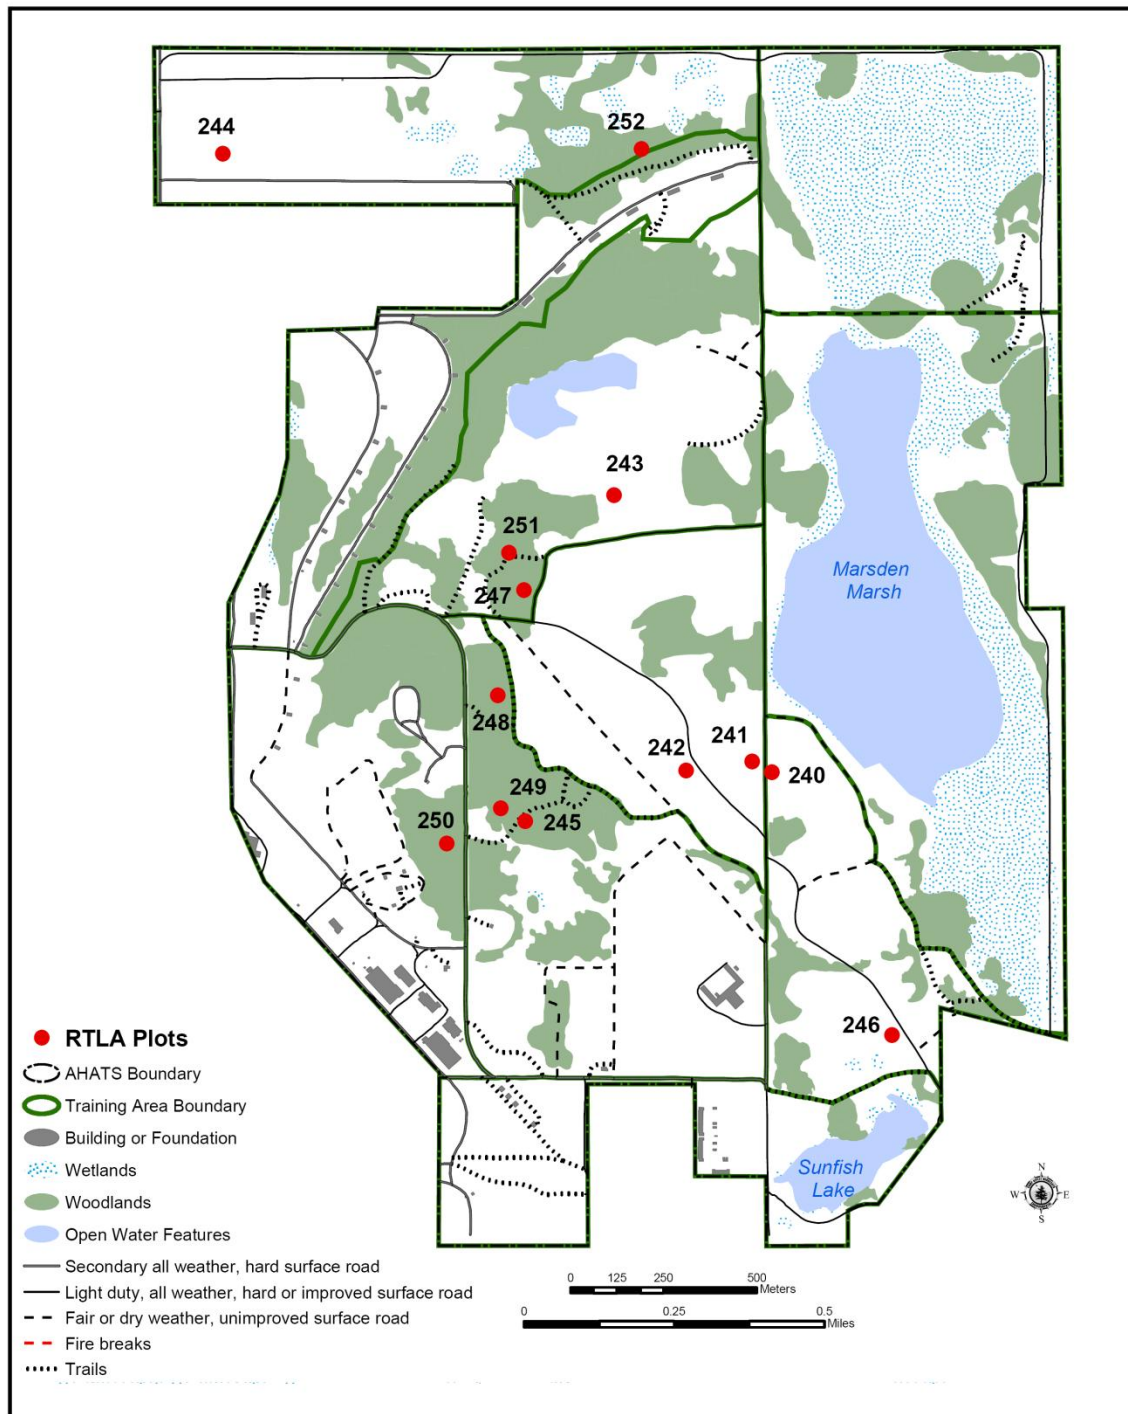 244
252
243
251
247
Marsden
Marsh
248
242
241
240
249
250
245
246
RTLA Plots
AHATS Boundary
Training Area Boundary
Building or Foundation
Wetlands
Woodlands
Open Water Features
Secondary all weather, hard surface road
Light duty, all weather, hard or improved surface road
Fair or dry weather, unimproved surface road
Fire breaks
Trails
Sunfish
Lake
N
W E
S
0 125 250 500
Meters
0 0.25 0.5
Miles